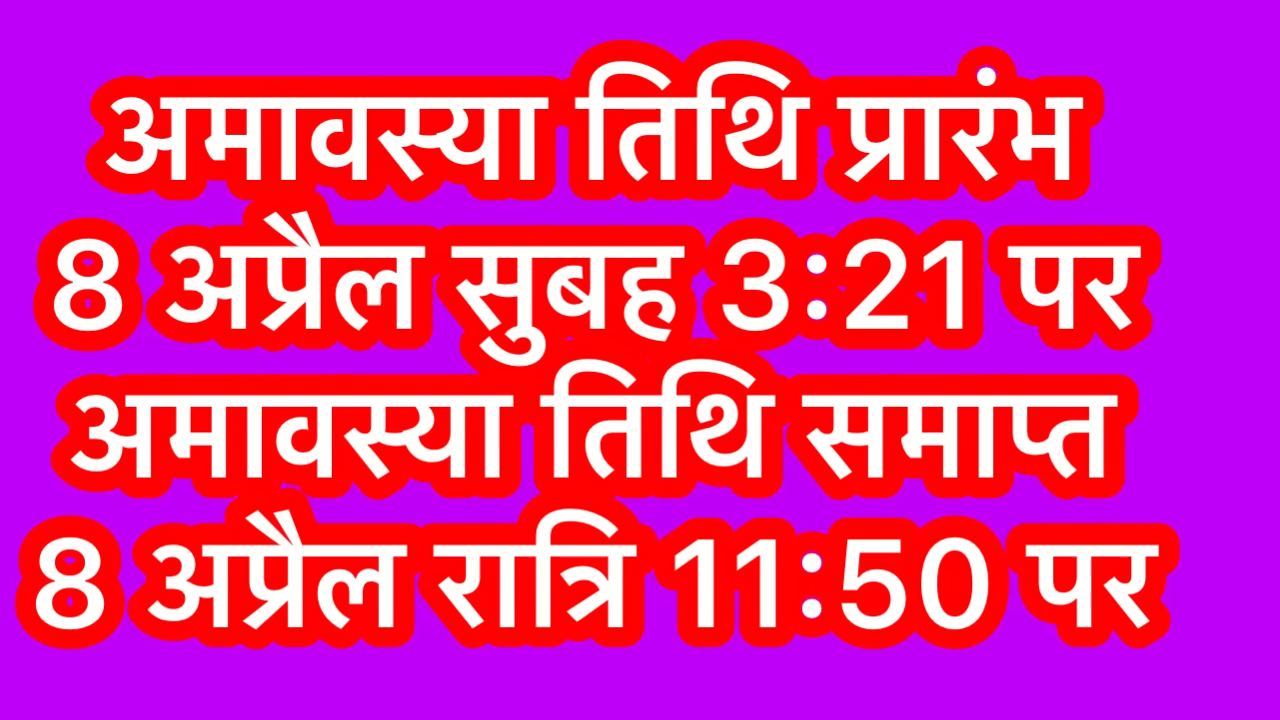 अमावस्या तिथि प्रारंभ
8 अप्रैल सुबह 3:21 पर
अमावस्या तिथि समाप्त
8 अप्रैल रात्रि 11:50 पर